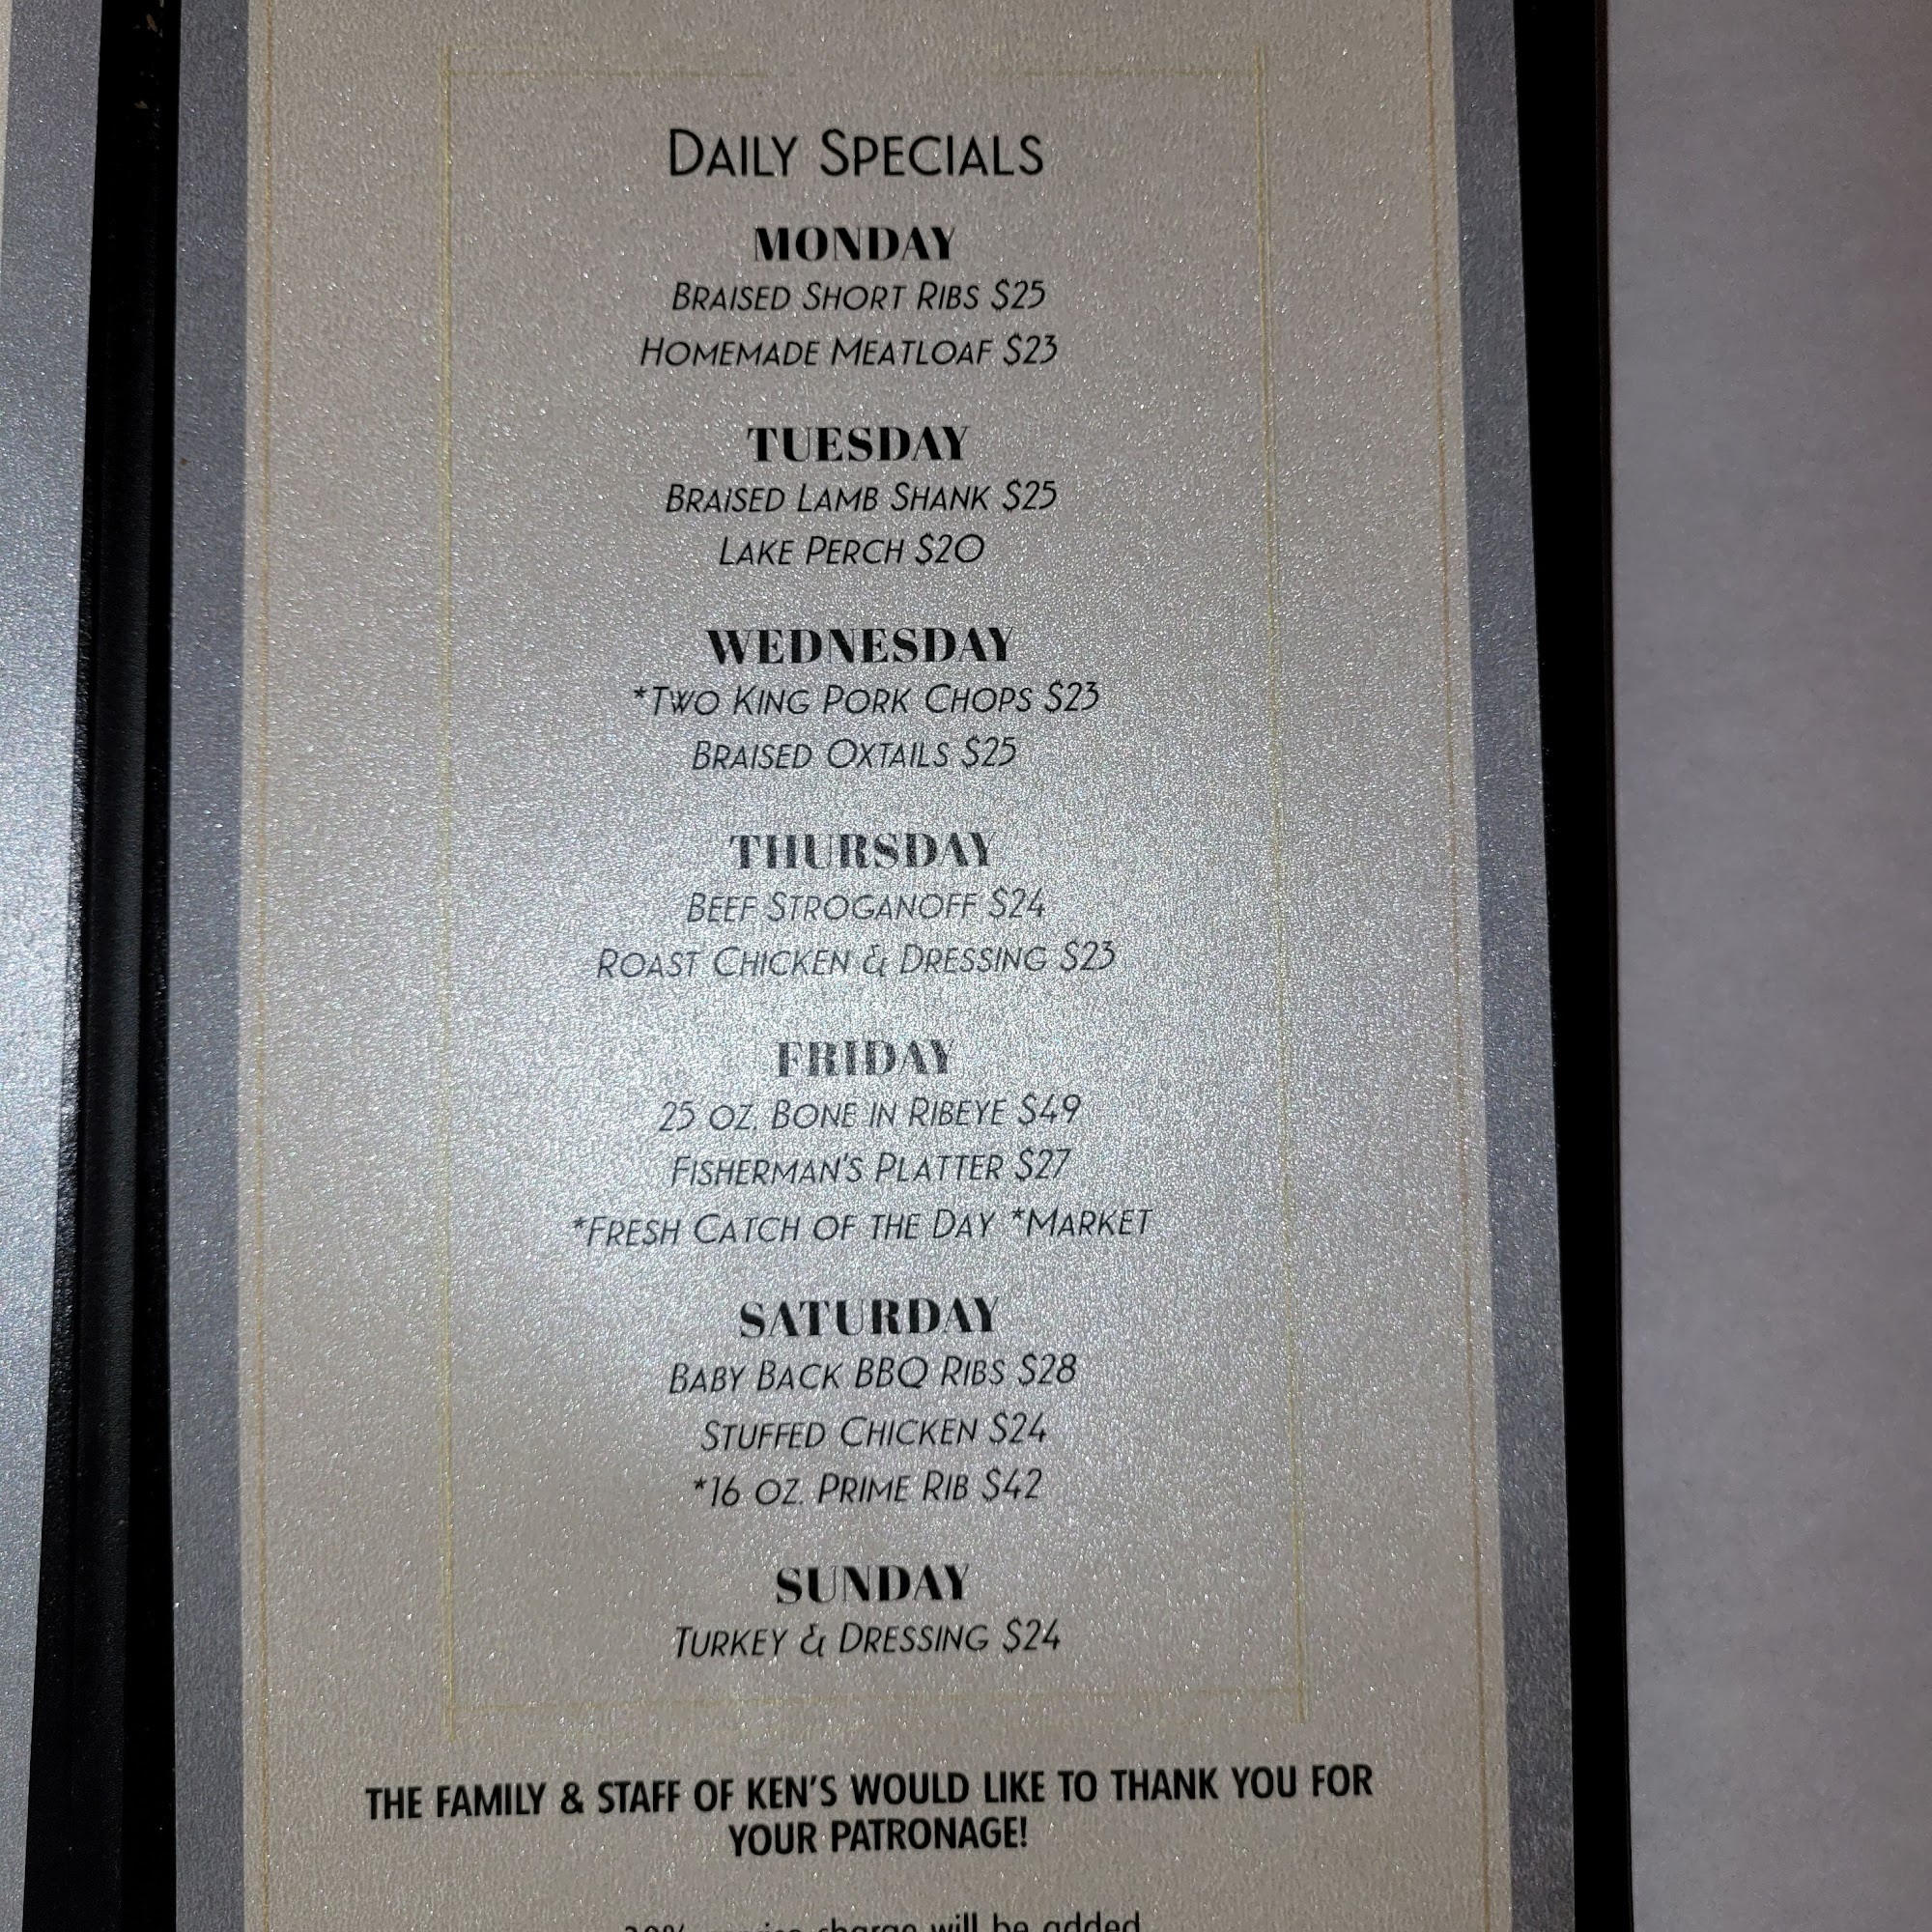 DAILY SPECIALS
MONDAY
BRAISED SHORT RIBS $25
HOMEMADE MEATLOAF $23
TUESDAY
BRAISED LAMB SHANK $25
LAKE PERCH $20
WEDNESDAY
*TWO KING PORK CHOPS $23
BRAISED OXTAILS $25
THURSDAY
BEEF STROGANOFF $24
ROAST CHICKEN & DRESSING $23
FRIDAY
25 OZ. BONE IN RIBEYE $49
FISHERMAN'S PLATTER $27
*FRESH CATCH OF THE DAY *MARKET
SATURDAY
BABY BACK BBQ RIBS $28
STUFFED CHICKEN $24
*16 OZ. PRIME RIB $42
SUNDAY
TURKEY & DRESSING $24
THE FAMILY & STAFF OF KEN'S WOULD LIKE TO THANK YOU FOR
YOUR PATRONAGE!
charge will be added